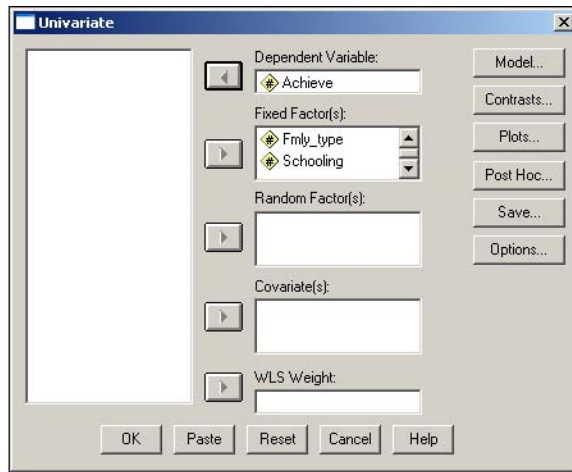 Univariate
Dependent Variable:
# Achieve
Fixed Factor(s):
# Fmly_type
# Schooling
Random Factor(s):
Covariate(s):
WLS Weight:
Model...
Contrasts...
Plots...
Post Hoc...
Save...
Options...
OK
Paste
Reset
Cancel
Help